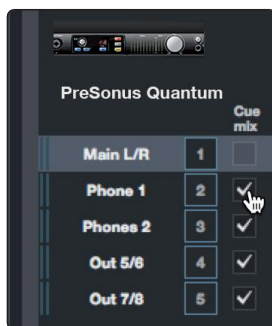 PreSonus Quantum
Cue
mix
Main L/R 1
Phone 1 2
Phones 2 3
Out 5/6 4
Out 7/8 5